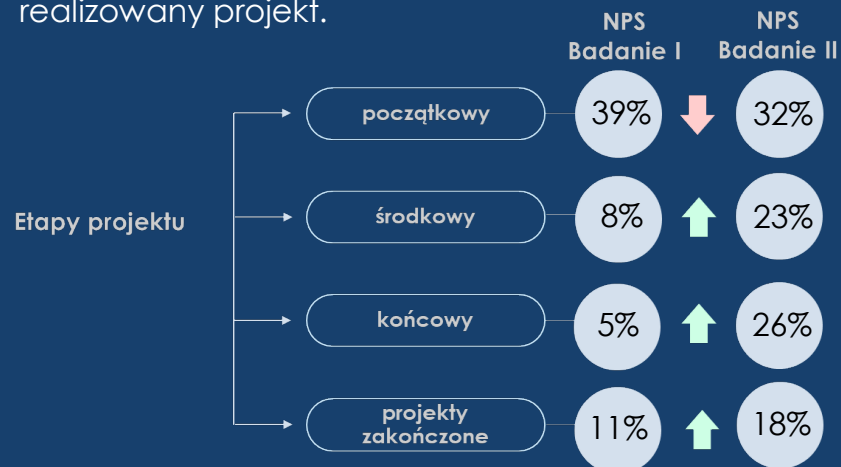 realizowany projekt.
NPS
Badanie I
NPS
Badanie II
Etapy projektu
początkowy
39%
32%
środkowy
8%
23%
końcowy
5%
26%
projekty
zakończone
11%
18%